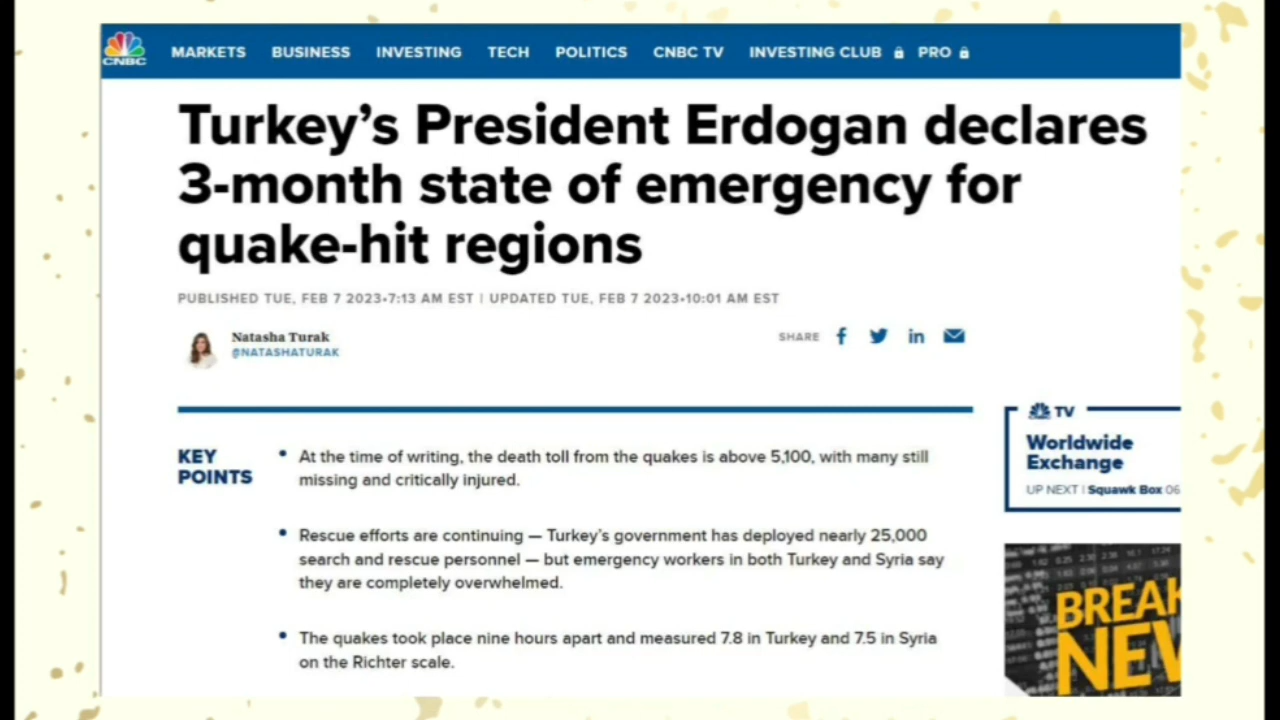 CNBC
MARKETS BUSINESS INVESTING TECH POLITICS CNBC TV INVESTING CLUB PRO
Turkey's President Erdogan declares
3-month state of emergency for
quake-hit regions
PUBLISHED TUE, FEB 7 2023•7:13 AM EST | UPDATED TUE, FEB 7 2023•10:01 AM EST
Natasha Turak
@NATASHATURAK
SHARE
KEY
POINTS
• At the time of writing, the death toll from the quakes is above 5,100, with many still
missing and critically injured.
• Rescue efforts are continuing — Turkey's government has deployed nearly 25,000
search and rescue personnel — but emergency workers in both Turkey and Syria say
they are completely overwhelmed.
• The quakes took place nine hours apart and measured 7.8 in Turkey and 7.5 in Syria
on the Richter scale.
TV
Worldwide
Exchange
UP NEXT | Squawk Box 06
BREAK
NEW